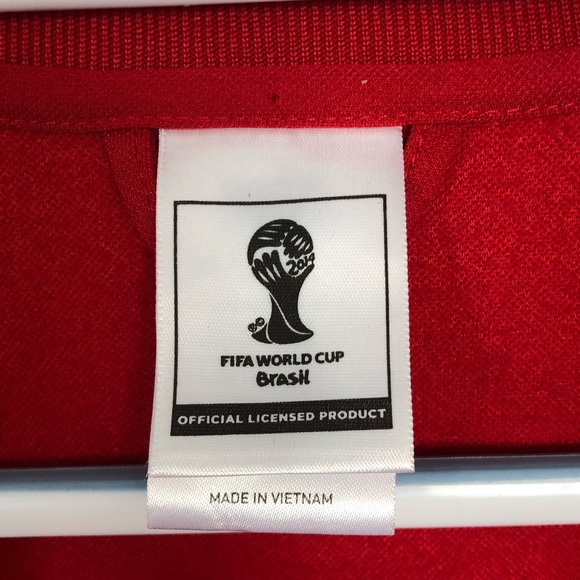 2014
FIFA WORLD CUP
Brasil
OFFICIAL LICENSED PRODUCT
MADE IN VIETNAM